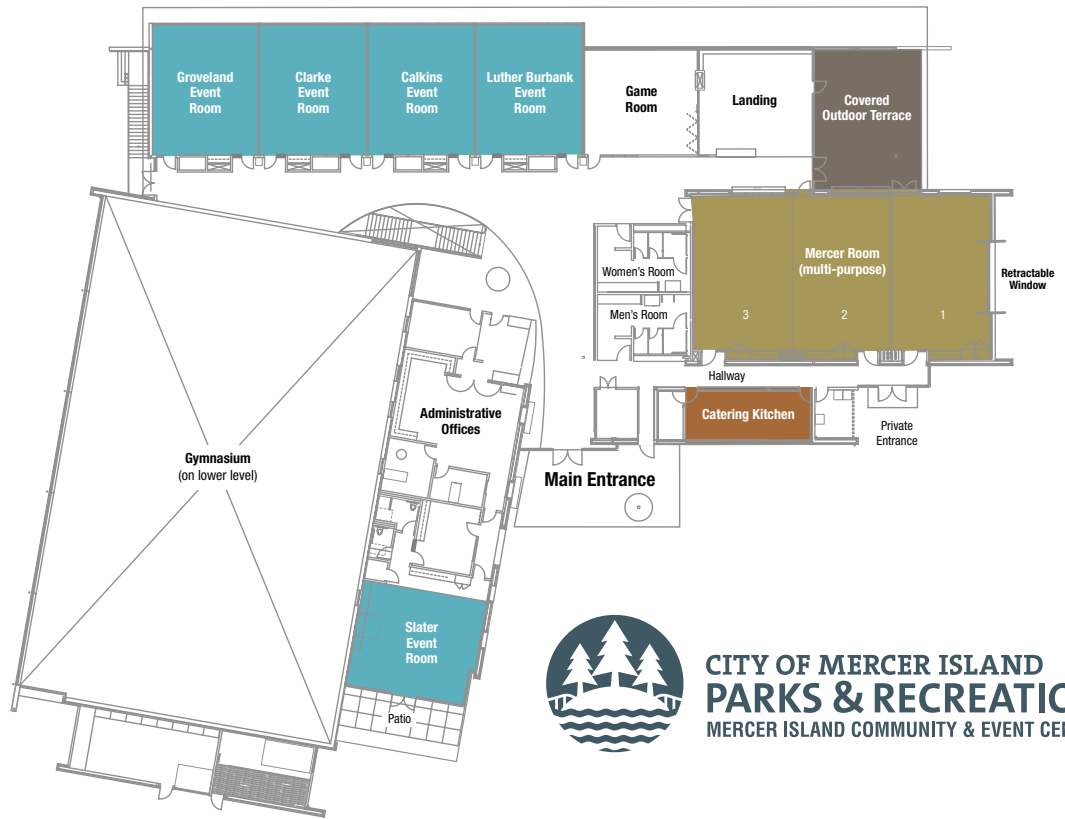 Groveland
Event
Room
Clarke
Event
Room
Calkins
Event
Room
Luther Burbank
Event
Room
Game
Room
Landing
Covered
Outdoor Terrace
Women's Room
Men's Room
Mercer Room
(multi-purpose)
3
2
1
Retractable
Window
Hallway
Catering Kitchen
Private
Entrance
Administrative
Offices
Gymnasium
(on lower level)
Main Entrance
Slater
Event
Room
Patio
CITY OF MERCER ISLAND
PARKS & RECREATIO
MERCER ISLAND COMMUNITY & EVENT CE